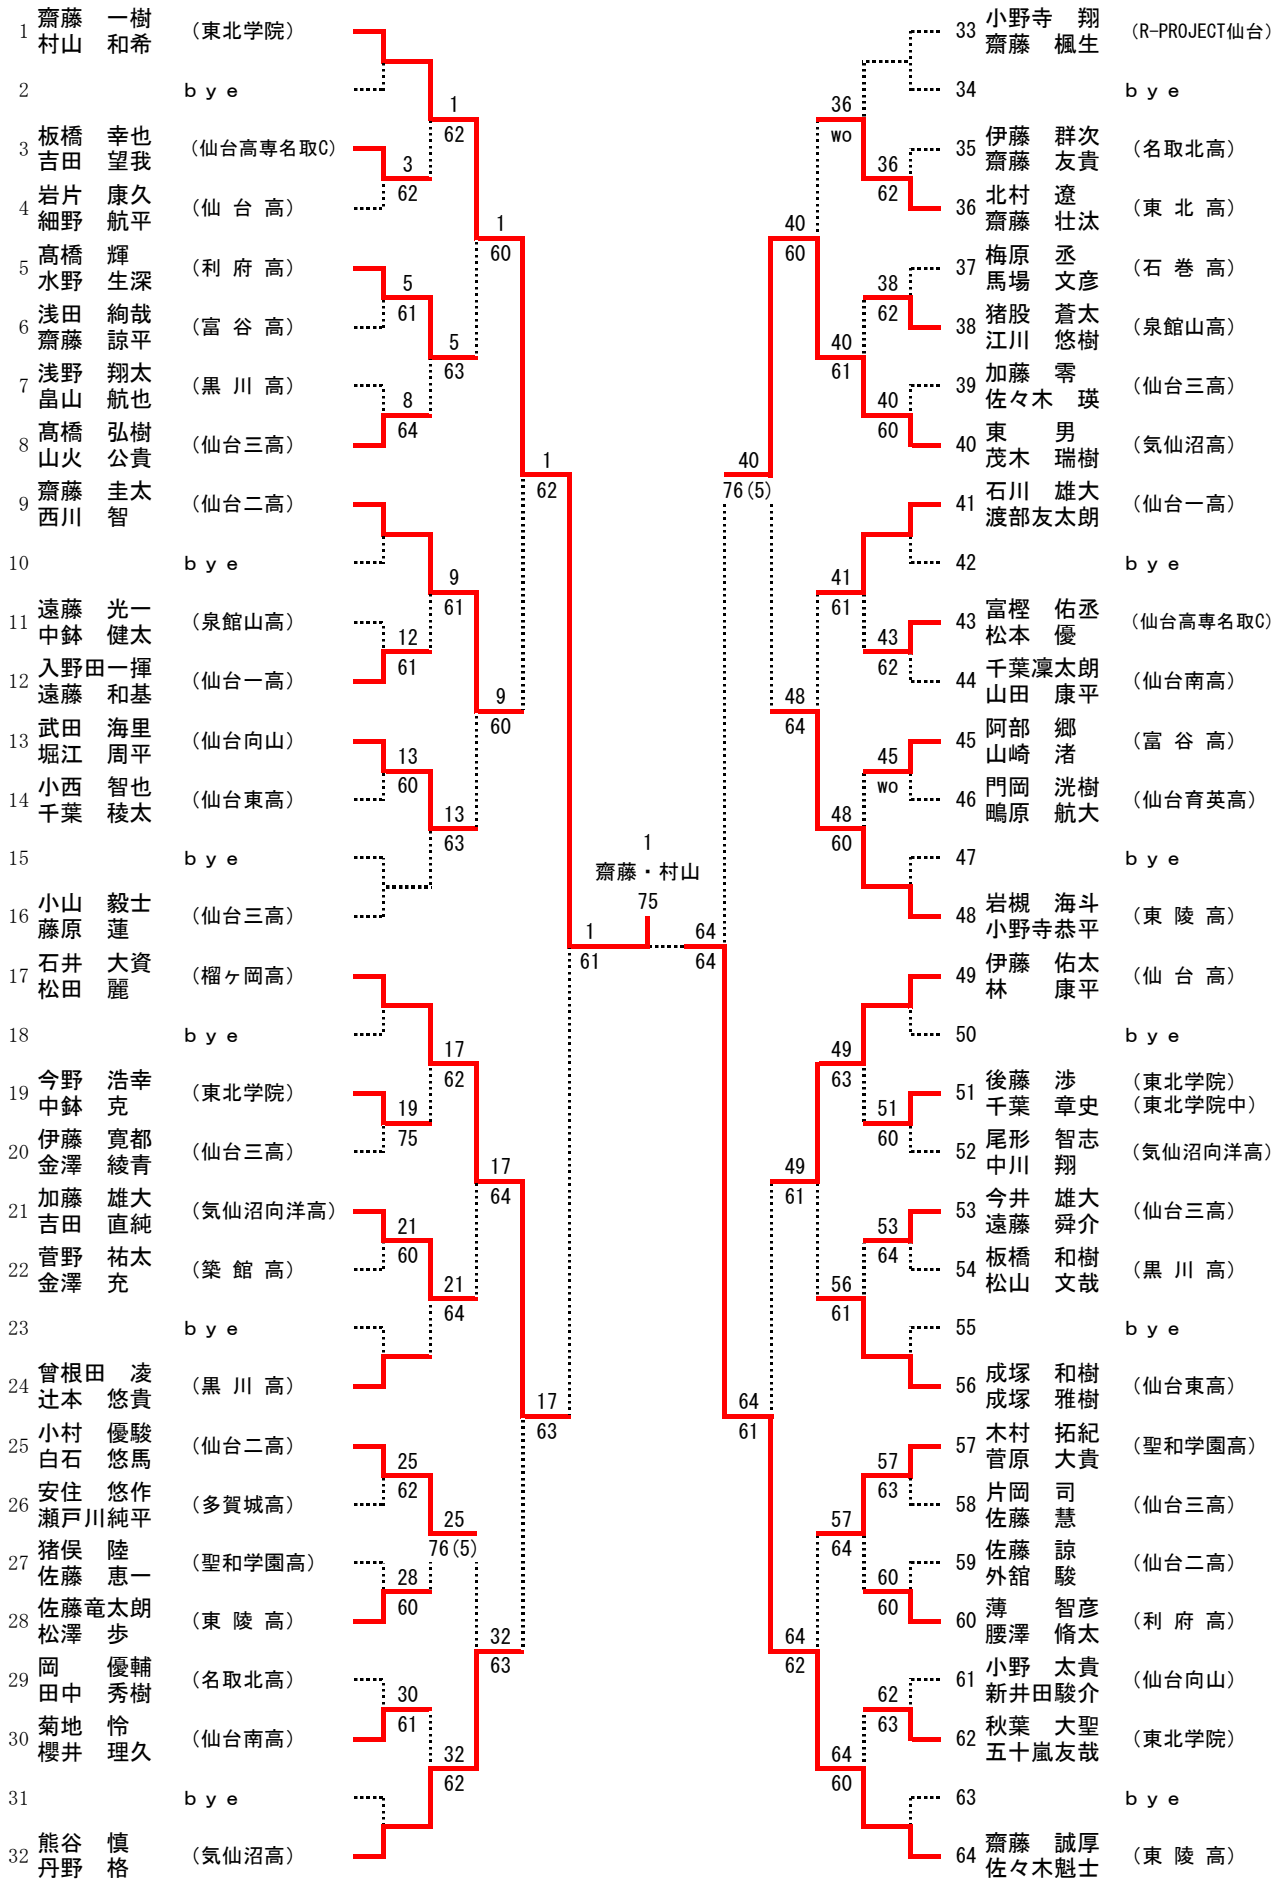 1 齋藤　一樹 （東北学院）
村山　和希
2 ｂｙｅ
3 板橋　幸也 （仙台高専名取C）
吉田　望我
4 岩片　康久 （仙台高）
細野　航平
5 髙橋　輝 （利府高）
水野　生深
6 浅田　絢哉 （富谷高）
齋藤　諒平
7 浅野　翔太 （黒川高）
畠山　航也
8 髙橋　弘樹 （仙台三高）
山火　公貴
9 齋藤　圭太 （仙台二高）
西川　智
10 ｂｙｅ
11 遠藤　光一 （泉館山高）
中鉢　健太
12 入野田一揮 （仙台一高）
遠藤　和基
13 武田　海里 （仙台向山）
堀江　周平
14 小西　智也 （仙台東高）
千葉　稜太
15 ｂｙｅ
16 小山　毅士 （仙台三高）
藤原　蓮
17 石井　大資 （榴ヶ岡高）
松田　麗
18 ｂｙｅ
19 今野　浩幸 （東北学院）
中鉢　克
20 伊藤　寛都 （仙台三高）
金澤　綾青
21 加藤　雄大 （気仙沼向洋高）
吉田　直純
22 菅野　祐太 （築館高）
金澤　充
23 ｂｙｅ
24 曾根田　凌 （黒川高）
辻本　悠貴
25 小村　優駿 （仙台二高）
白石　悠馬
26 安住　悠作 （多賀城高）
瀬戸川純平
27 猪俣　陸 （聖和学園高）
佐藤　恵一
28 佐藤竜太朗 （東陵高）
松澤　歩
29 岡　優輔 （名取北高）
田中　秀樹
30 菊地　怜 （仙台南高）
櫻井　理久
31 ｂｙｅ
32 熊谷　慎 （気仙沼高）
丹野　格
3
62
5
61
8
64
12
61
13
60
19
75
21
60
25
62
28
60
30
61
1
62
5
63
9
61
13
63
17
62
21
64
25
76(5)
32
62
1
60
9
60
17
64
32
63
1
62
17
63
1
61
1
齋藤・村山
75
64
64
40
76(5)
64
61
40
60
48
64
49
61
64
62
36
wo
40
61
41
61
48
60
49
63
56
61
57
64
64
60
36
62
38
62
40
60
43
62
45
wo
51
60
53
64
57
63
60
60
62
63
33 小野寺　翔 （R-PROJECT仙台）
齋藤　楓生
34 ｂｙｅ
35 伊藤　群次 （名取北高）
齋藤　友貴
36 北村　遼 （東北高）
齋藤　壮汰
37 梅原　丞 （石巻高）
馬場　文彦
38 猪股　蒼太 （泉館山高）
江川　悠樹
39 加藤　零 （仙台三高）
佐々木　瑛
40 東　男 （気仙沼高）
茂木　瑞樹
41 石川　雄大 （仙台一高）
渡部友太朗
42 ｂｙｅ
43 富樫　佑丞 （仙台高専名取C）
松本　優
44 千葉凜太朗 （仙台南高）
山田　康平
45 阿部　郷 （富谷高）
山崎　渚
46 門岡　洸樹 （仙台育英高）
鴫原　航大
47 ｂｙｅ
48 岩槻　海斗 （東陵高）
小野寺恭平
49 伊藤　佑太 （仙台高）
林　康平
50 ｂｙｅ
51 後藤　渉 （東北学院）
千葉　章史 （東北学院中）
52 尾形　智志 （気仙沼向洋高）
中川　翔
53 今井　雄大 （仙台三高）
遠藤　舜介
54 板橋　和樹 （黒川高）
松山　文哉
55 ｂｙｅ
56 成塚　和樹 （仙台東高）
成塚　雅樹
57 木村　拓紀 （聖和学園高）
菅原　大貴
58 片岡　司 （仙台三高）
佐藤　慧
59 佐藤　諒 （仙台二高）
外舘　駿
60 薄　智彦 （利府高）
腰澤　脩太
61 小野　太貴 （仙台向山）
新井田駿介
62 秋葉　大聖 （東北学院）
五十嵐友哉
63 ｂｙｅ
64 齋藤　誠厚 （東陵高）
佐々木魁士